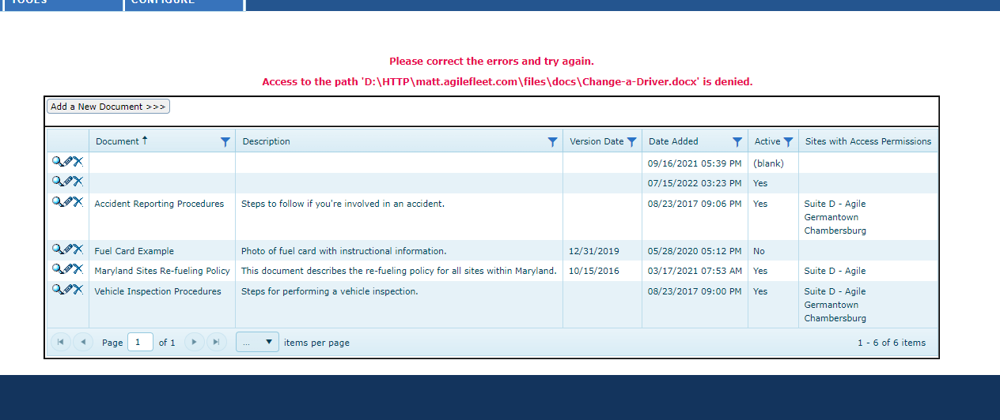 TOOLS CONFIGURE
Please correct the errors and try again.
Access to the path 'D:\HTTP\matt.agilefleet.com\files\docs\Change-a-Driver.docx' is denied.
Add a New Document >>>
Document Description Version Date Date Added Active Sites with Access Permissions
09/16/2021 05:39 PM (blank)
07/15/2022 03:23 PM Yes
Accident Reporting Procedures Steps to follow if you're involved in an accident. 08/23/2017 09:06 PM Yes Suite D - Agile
Germantown
Chambersburg
Fuel Card Example Photo of fuel card with instructional information. 12/31/2019 05/28/2020 05:12 PM No
Maryland Sites Re-fueling Policy This document describes the re-fueling policy for all sites within Maryland. 10/15/2016 03/17/2021 07:53 AM Yes Suite D - Agile
Vehicle Inspection Procedures Steps for performing a vehicle inspection. 08/23/2017 09:00 PM Yes Suite D - Agile
Germantown
Chambersburg
Page 1 of 1 ... items per page 1 - 6 of 6 items